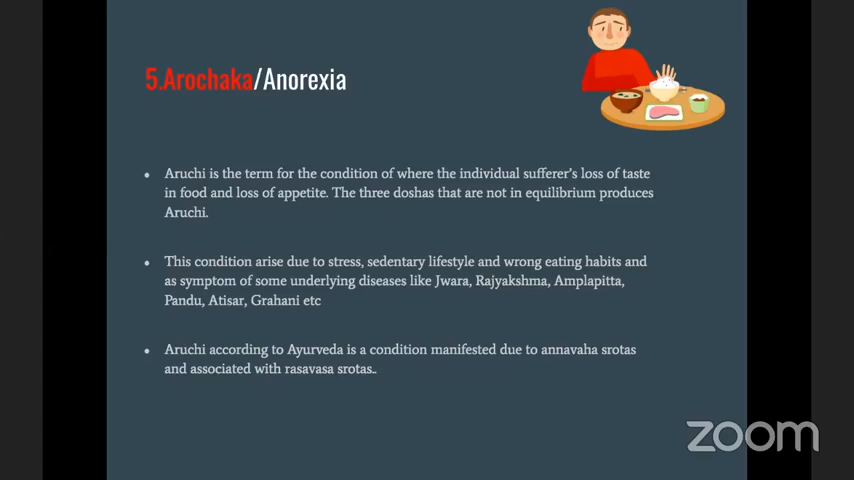 5.Arochaka/Anorexia
Aruchi is the term for the condition of where the individual sufferer's loss of taste
in food and loss of appetite. The three doshas that are not in equilibrium produces
Aruchi.
This condition arise due to stress, sedentary lifestyle and wrong eating habits and
as symptom of some underlying diseases like Jwara, Rajyakshma, Amplapitta,
Pandu, Atisar, Grahani etc
Aruchi according to Ayurveda is a condition manifested due to annavaha srotas
and associated with rasavasa srotas..
zoom